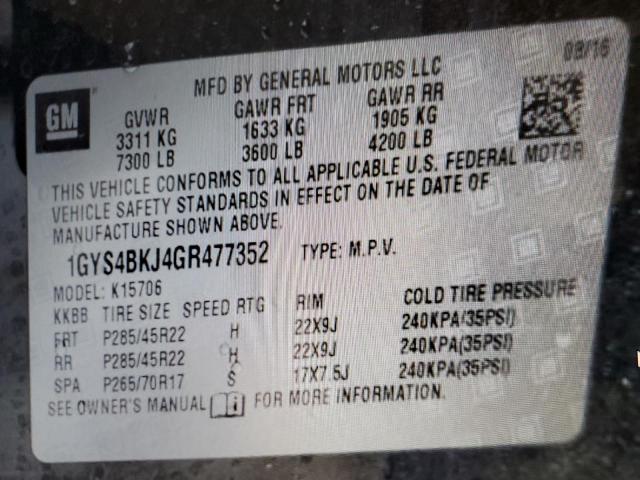 08/16
MFD BY GENERAL MOTORS LLC
GM
GVWR GAWR FRT GAWR RR
3311 KG 1633 KG 1905 KG
7300 LB 3600 LB 4200 LB
THIS VEHICLE CONFORMS TO ALL APPLICABLE U.S. FEDERAL MOTOR
VEHICLE SAFETY STANDARDS IN EFFECT ON THE DATE OF
MANUFACTURE SHOWN ABOVE.
1GYS4BKJ4GR477352 TYPE: M.P.V.
MODEL: K15706
KKBB TIRE SIZE SPEED RTG RIM COLD TIRE PRESSURE
FRT P285/45R22 H 22X9J 240KPA(35PSI)
RR P285/45R22 H 22X9J 240KPA(35PSI)
SPA P265/70R17 S 17X7.5J 240KPA(35PSI)
SEE OWNER'S MANUAL i FOR MORE INFORMATION.